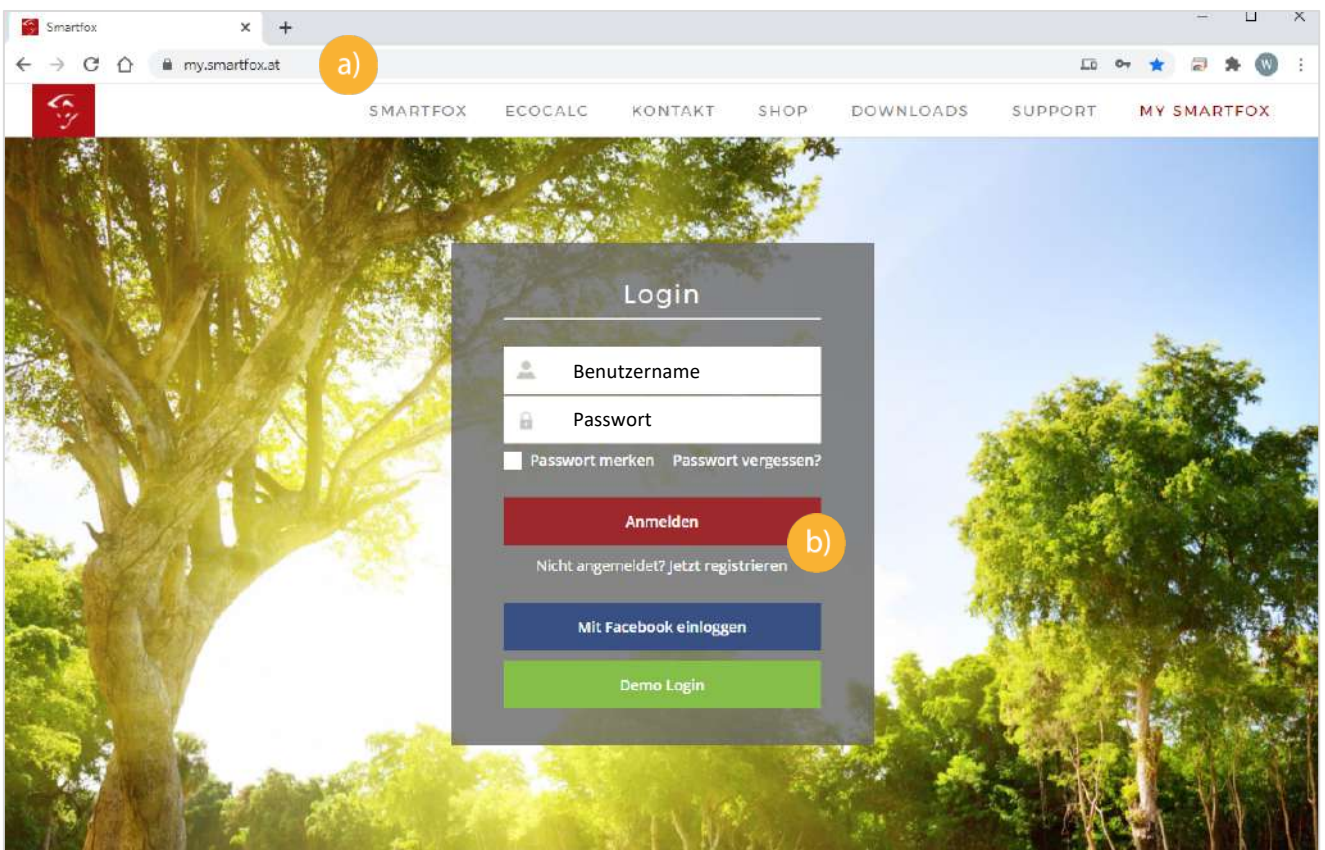 Smartfox
my.smartfox.at
a)
W
SMARTFOX ECOCALC KONTAKT SHOP DOWNLOADS SUPPORT MY SMARTFOX
Login
Benutzername
Passwort
Passwort merken Passwort vergessen?
Anmelden
b)
Nicht angemeldet? Jetzt registrieren
Mit Facebook einloggen
Demo Login